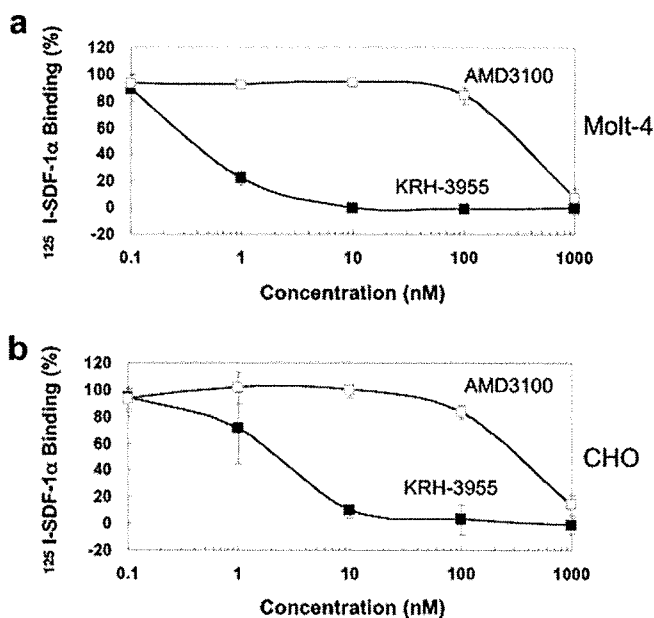 a
120
100
80
60
40
20
0
-20
¹²⁵ I-SDF-1α Binding (%)
AMD3100
KRH-3955
Molt-4
0.1 1 10 100 1000
Concentration (nM)
b
120
100
80
60
40
20
0
-20
¹²⁵ I-SDF-1α Binding (%)
AMD3100
KRH-3955
CHO
0.1 1 10 100 1000
Concentration (nM)